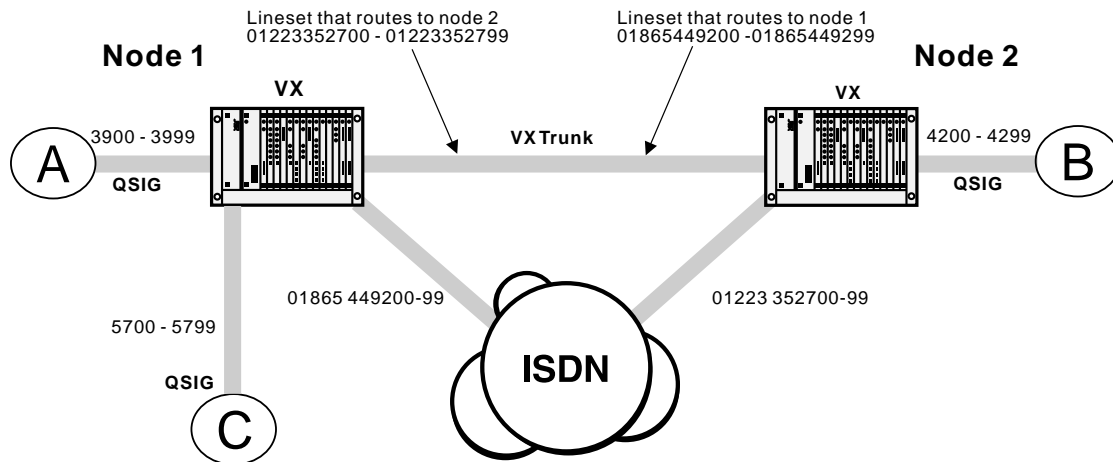 Lineset that routes to node 2
01223352700 - 01223352799
Lineset that routes to node 1
01865449200 -01865449299
Node 1
Node 2
VX
VX
A
3900 - 3999
QSIG
VX Trunk
4200 - 4299
QSIG
B
01865 449200-99
01223 352700-99
5700 - 5799
QSIG
C
ISDN